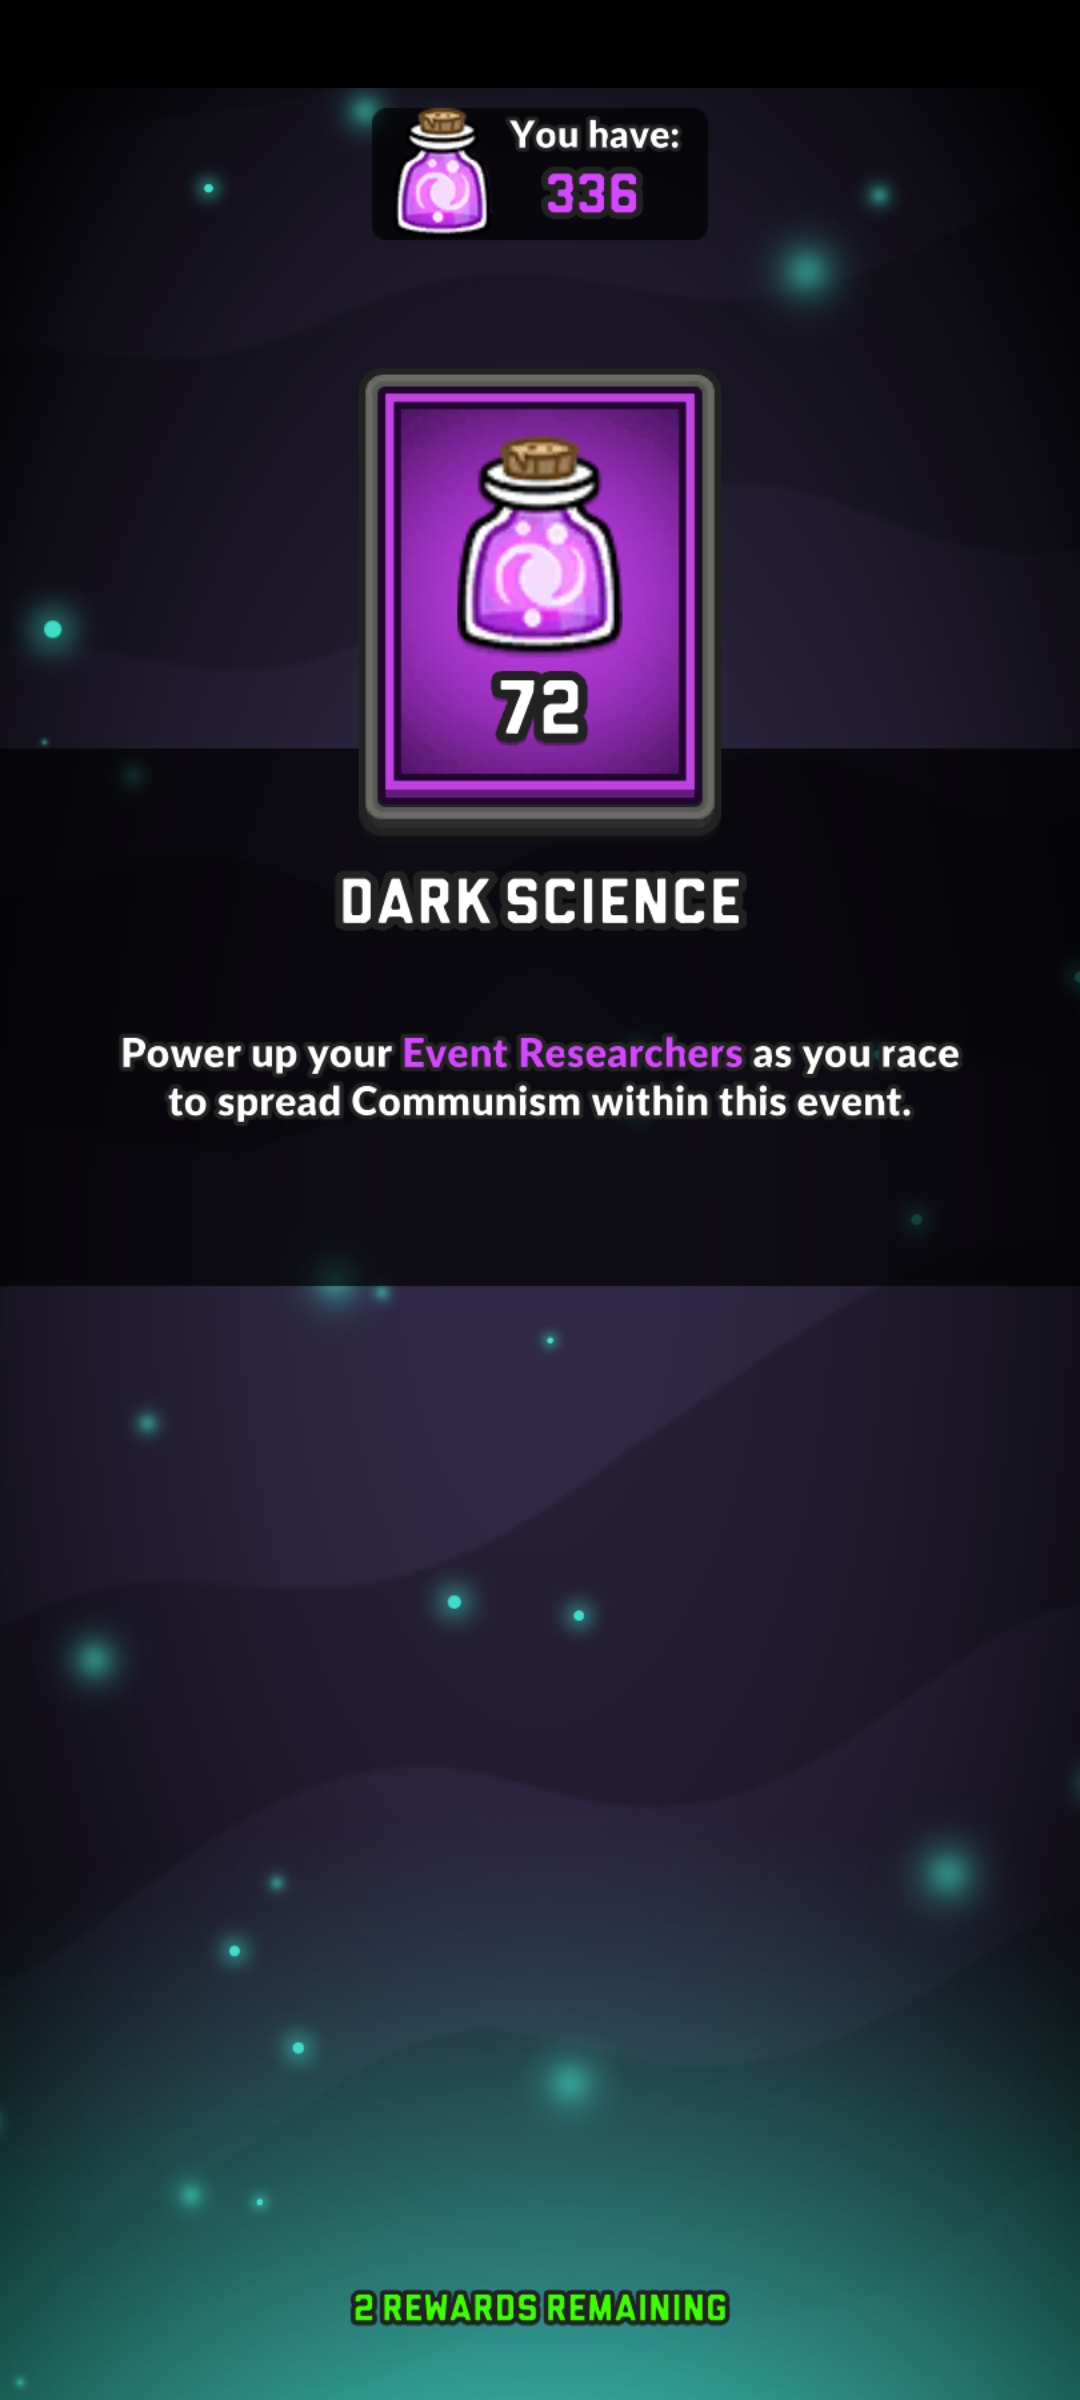 You have:
336
72
DARK SCIENCE
Power up your Event Researchers as you race
to spread Communism within this event.
2 REWARDS REMAINING